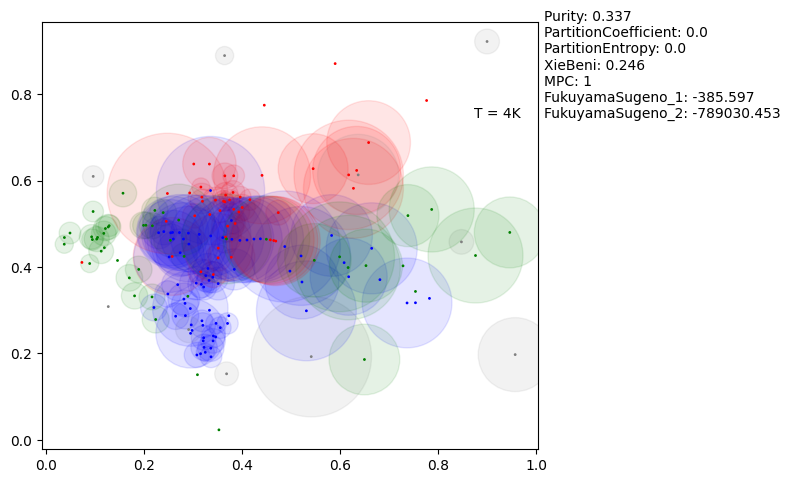 Purity: 0.337
PartitionCoefficient: 0.0
PartitionEntropy: 0.0
XieBeni: 0.246
MPC: 1
FukuyamaSugeno_1: -385.597
FukuyamaSugeno_2: -789030.453
T = 4K
0.8
0.6
0.4
0.2
0.0
0.0 0.2 0.4 0.6 0.8 1.0